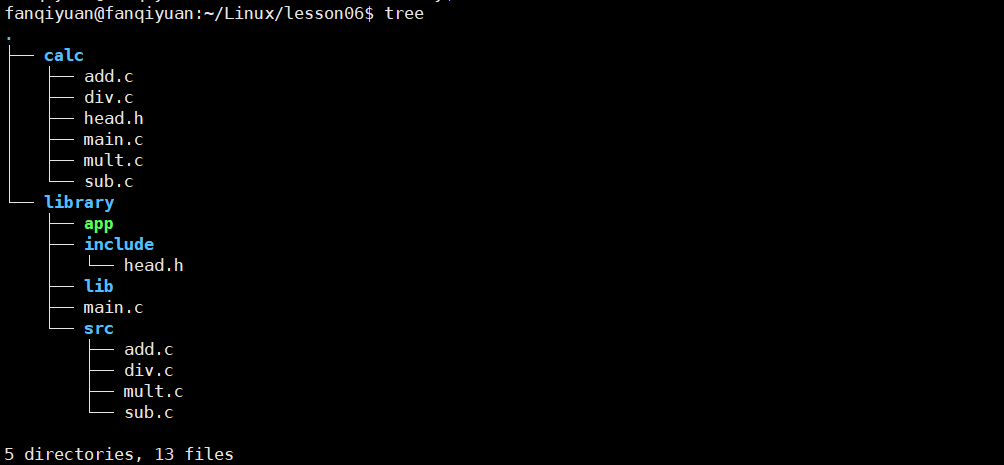 fanqiyuan@fanqiyuan:~/Linux/lesson06$ tree
.
├── calc
│   ├── add.c
│   ├── div.c
│   ├── head.h
│   ├── main.c
│   ├── mult.c
│   └── sub.c
└── library
    ├── app
    ├── include
    │   └── head.h
    ├── lib
    ├── main.c
    └── src
        ├── add.c
        ├── div.c
        ├── mult.c
        └── sub.c
5 directories, 13 files